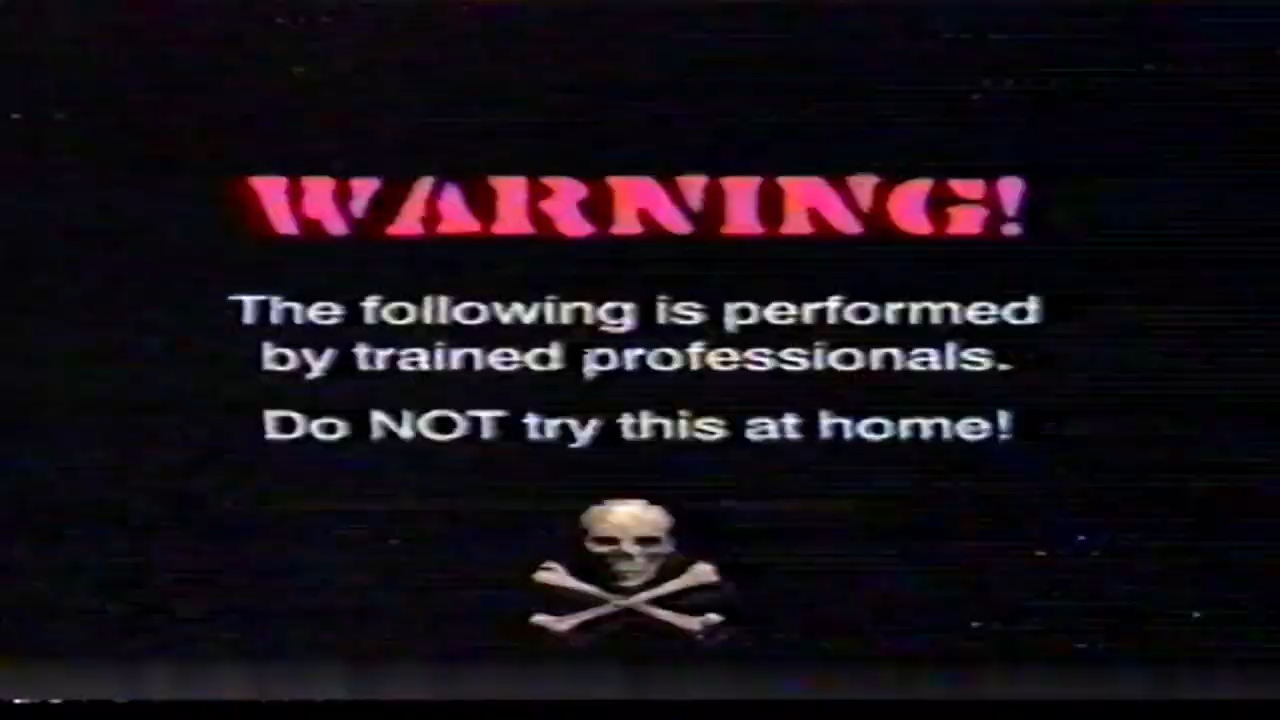 WARNING!
The following is performed
by trained professionals.
Do NOT try this at home!